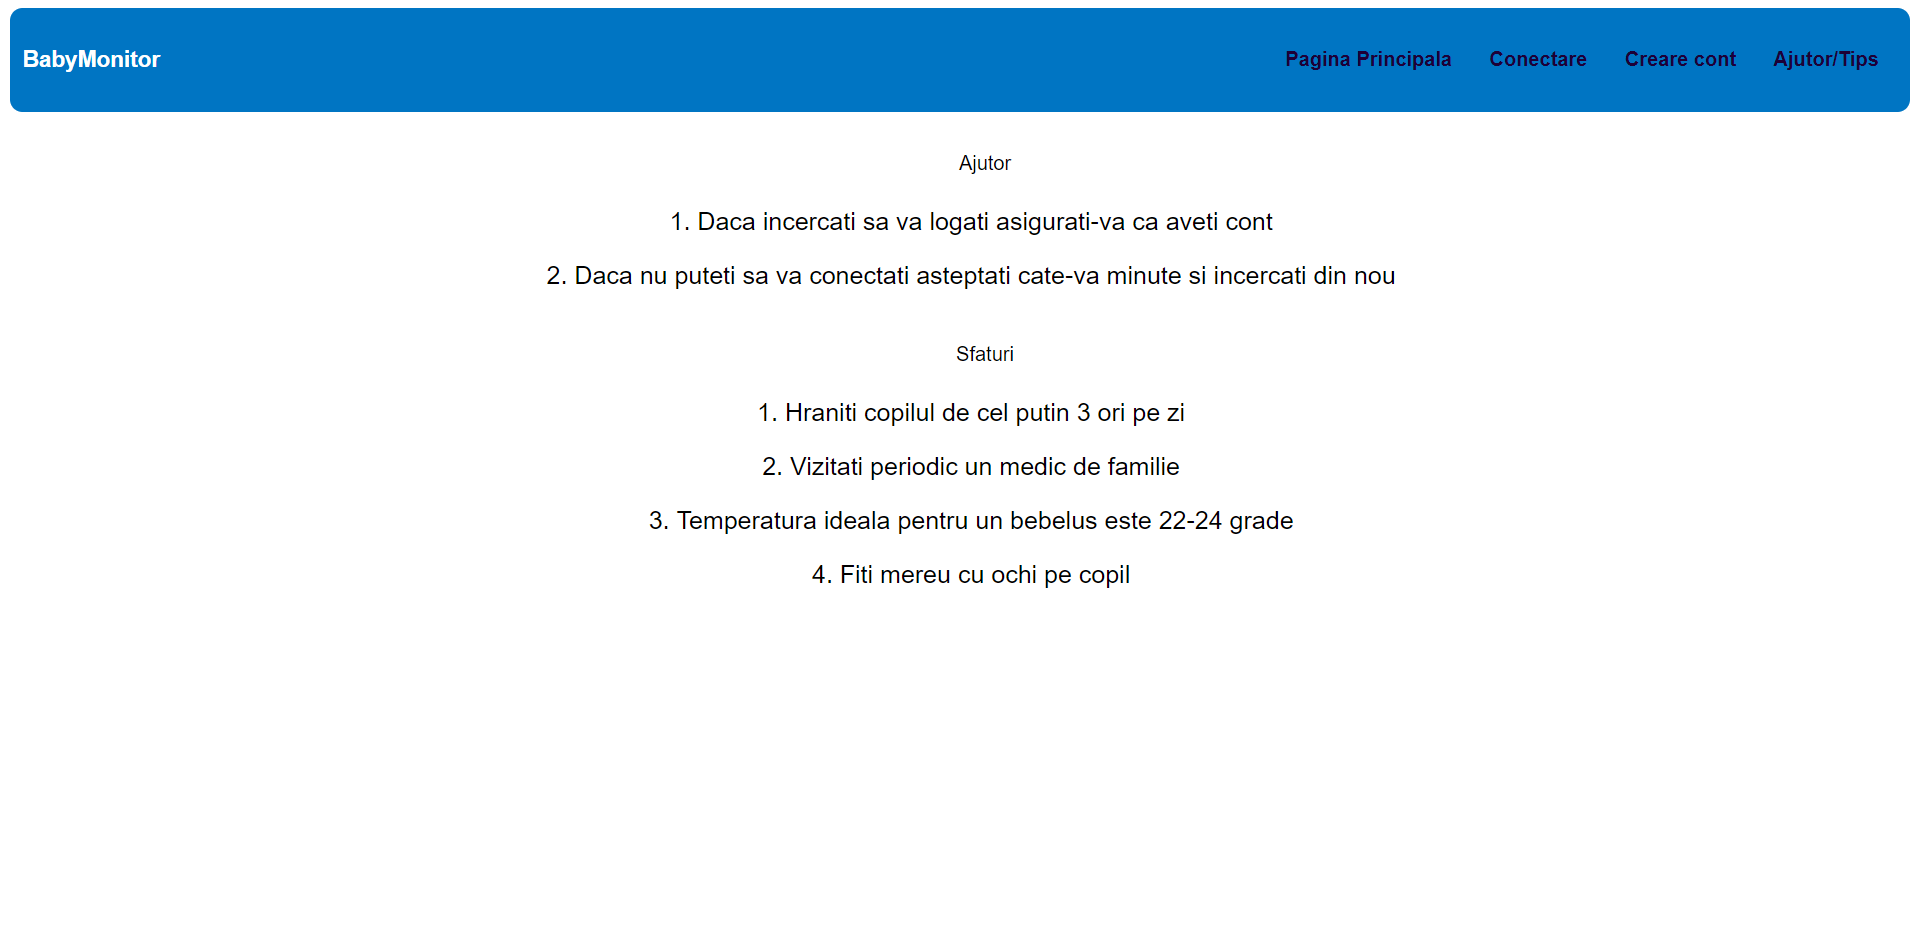 BabyMonitor
Pagina Principala
Conectare
Creare cont
Ajutor/Tips
Ajutor
1. Daca incercati sa va logati asigurati-va ca aveti cont
2. Daca nu puteti sa va conectati asteptati cate-va minute si incercati din nou
Sfaturi
1. Hraniti copilul de cel putin 3 ori pe zi
2. Vizitati periodic un medic de familie
3. Temperatura ideala pentru un bebelus este 22-24 grade
4. Fiti mereu cu ochi pe copil